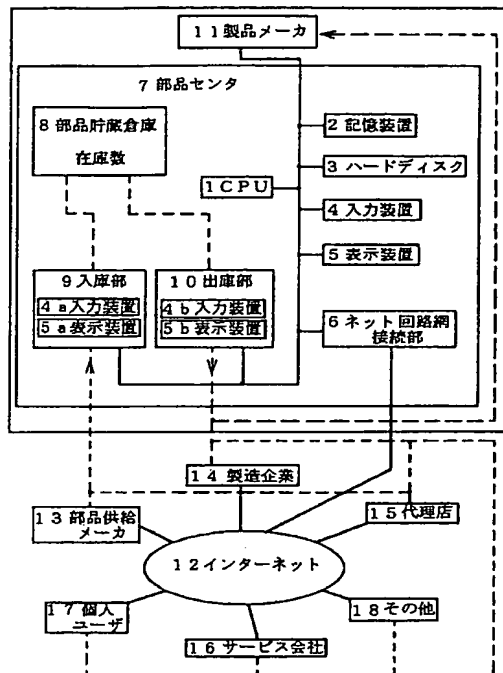 11製品メーカ
7部品センタ
8部品貯蔵倉庫
在庫数
2記憶装置
3ハードディスク
1CPU
4入力装置
5表示装置
9入庫部
4a入力装置
5a表示装置
10出庫部
4b入力装置
5b表示装置
6ネット回路網
接続部
14製造企業
13部品供給
メーカ
15代理店
12インターネット
17個人
ユーザ
18その他
16サービス会社